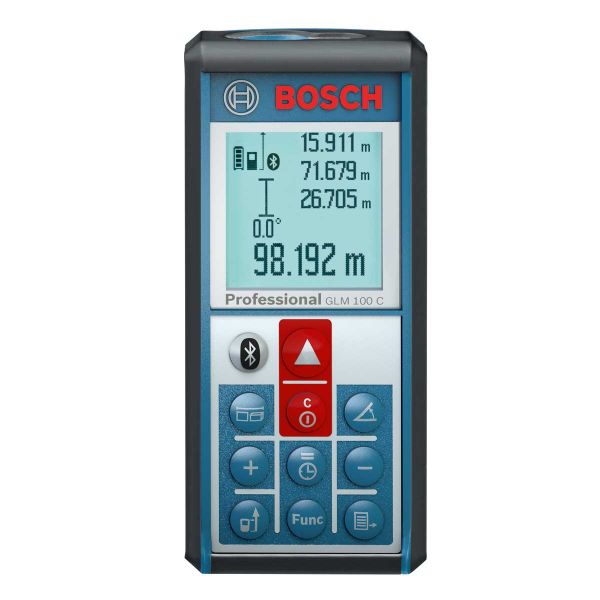 BOSCH
15.911 m
71.679 m
26.705 m
0.0°
98.192 m
Professional GLM 100 C
C
+
=
−
Func